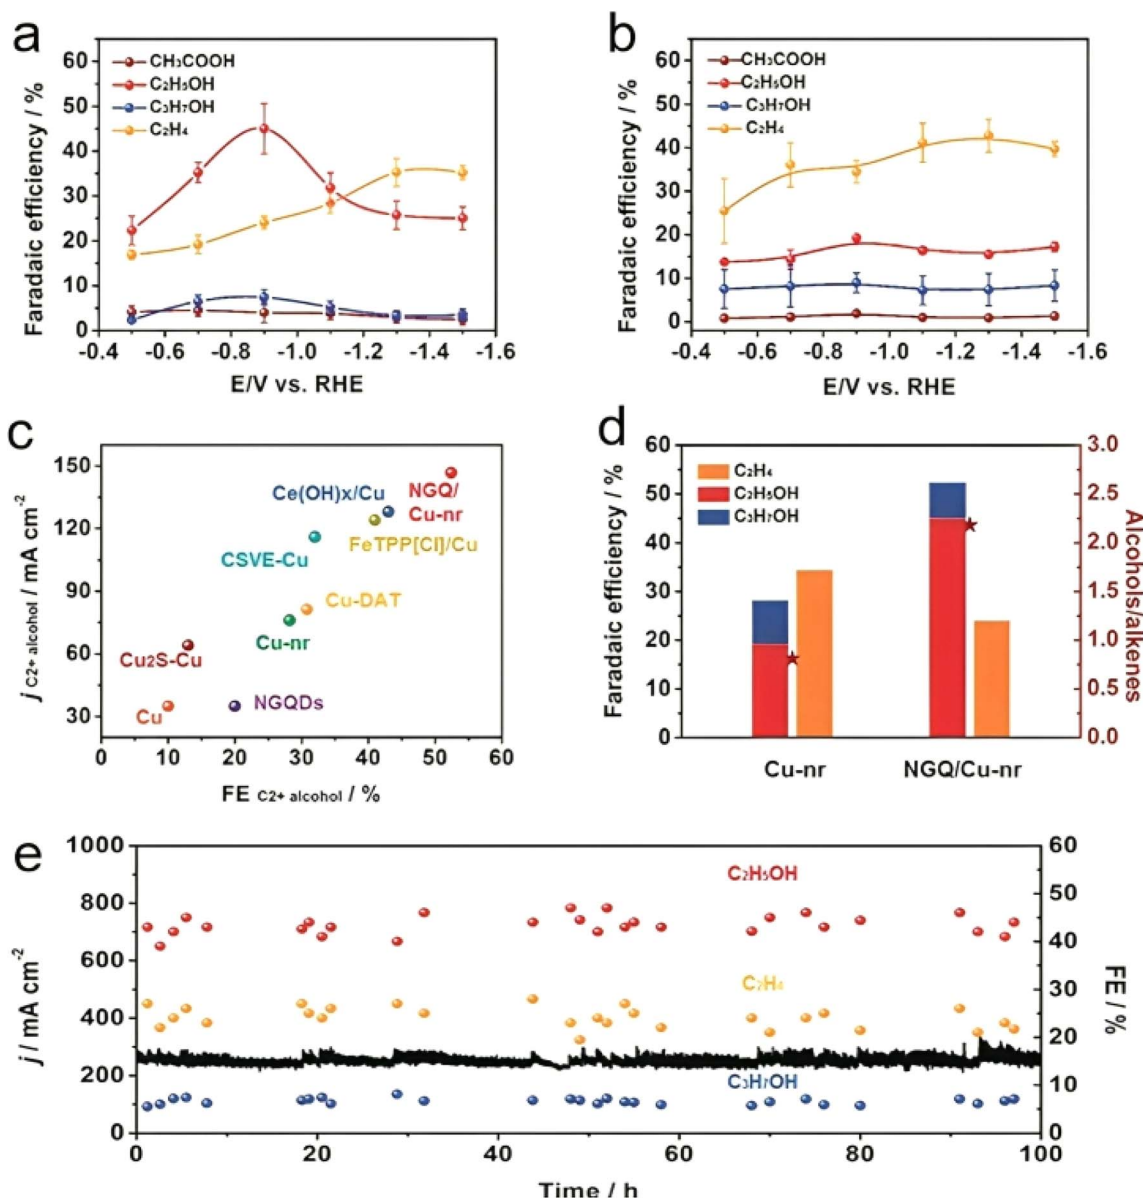 a
CH₃COOH
C₂H₅OH
C₃H₇OH
C₂H₄
Faradaic efficiency / %
60
50
40
30
20
10
0
-0.4 -0.6 -0.8 -1.0 -1.2 -1.4 -1.6
E/V vs. RHE
b
CH₃COOH
C₂H₅OH
C₃H₇OH
C₂H₄
Faradaic efficiency / %
60
50
40
30
20
10
0
-0.4 -0.6 -0.8 -1.0 -1.2 -1.4 -1.6
E/V vs. RHE
c
j C2+ alcohol / mA cm⁻²
150
120
90
60
30
Ce(OH)x/Cu
NGQ/
Cu-nr
FeTPP[Cl]/Cu
CSVE-Cu
Cu-DAT
Cu-nr
Cu₂S-Cu
NGQDs
Cu
0 10 20 30 40 50 60
FE C2+ alcohol / %
d
C₂H₄
C₂H₅OH
C₃H₇OH
Faradaic efficiency / %
60
50
40
30
20
10
0
3.0
2.5
2.0
1.5
1.0
0.5
0.0
Alcohols/alkenes
Cu-nr NGQ/Cu-nr
e
j / mA cm⁻²
1000
800
600
400
200
0
C₂H₅OH
C₂H₄
C₃H₇OH
60
50
40
30
20
10
0
FE / %
0 20 40 60 80 100
Time / h